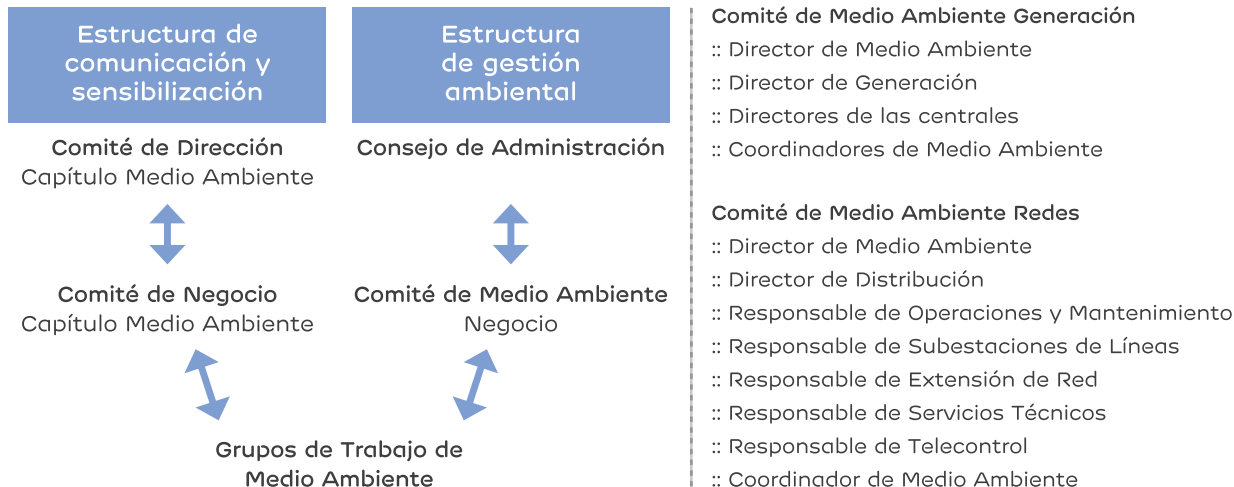 Estructura de
comunicación y
sensibilización
Comité de Dirección
Capítulo Medio Ambiente
Comité de Negocio
Capítulo Medio Ambiente
Estructura
de gestión
ambiental
Consejo de Administración
Comité de Medio Ambiente
Negocio
Grupos de Trabajo de
Medio Ambiente
Comité de Medio Ambiente Generación
:: Director de Medio Ambiente
:: Director de Generación
:: Directores de las centrales
:: Coordinadores de Medio Ambiente
Comité de Medio Ambiente Redes
:: Director de Medio Ambiente
:: Director de Distribución
:: Responsable de Operaciones y Mantenimiento
:: Responsable de Subestaciones de Líneas
:: Responsable de Extensión de Red
:: Responsable de Servicios Técnicos
:: Responsable de Telecontrol
:: Coordinador de Medio Ambiente